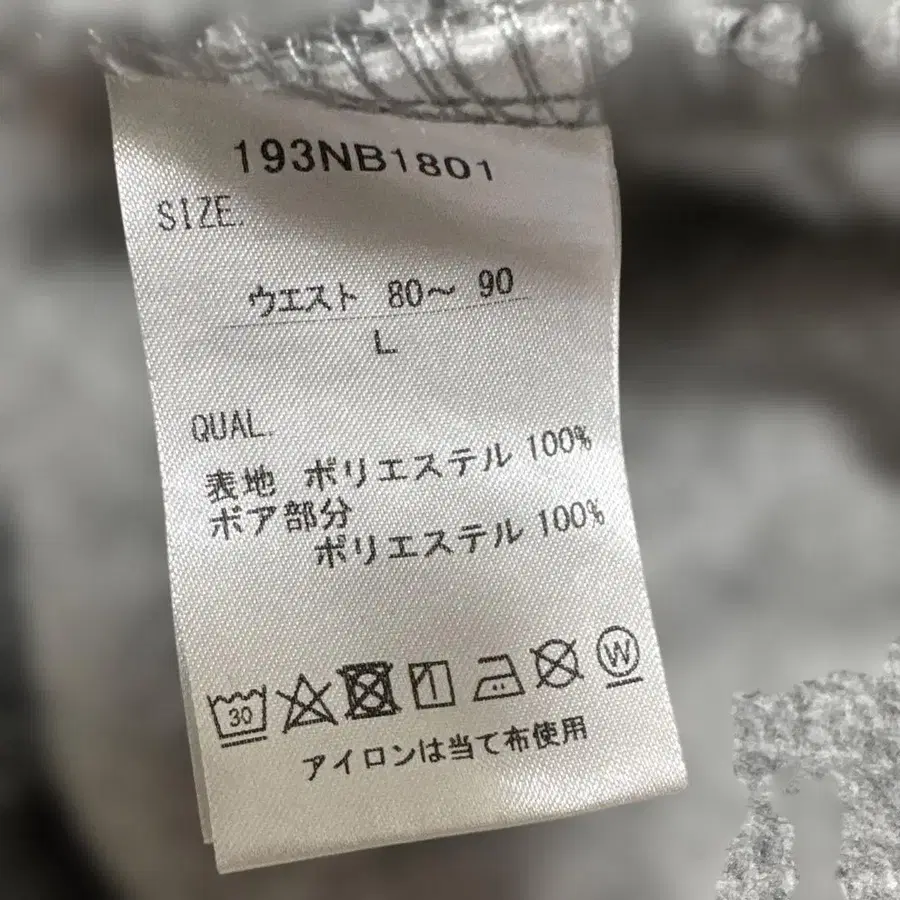 193NB1801
SIZE.
ウエスト 80～ 90
L
QUAL.
表地 ポリエステル 100%
ボア部分
ポリエステル 100%
30
W
アイロンは当て布使用